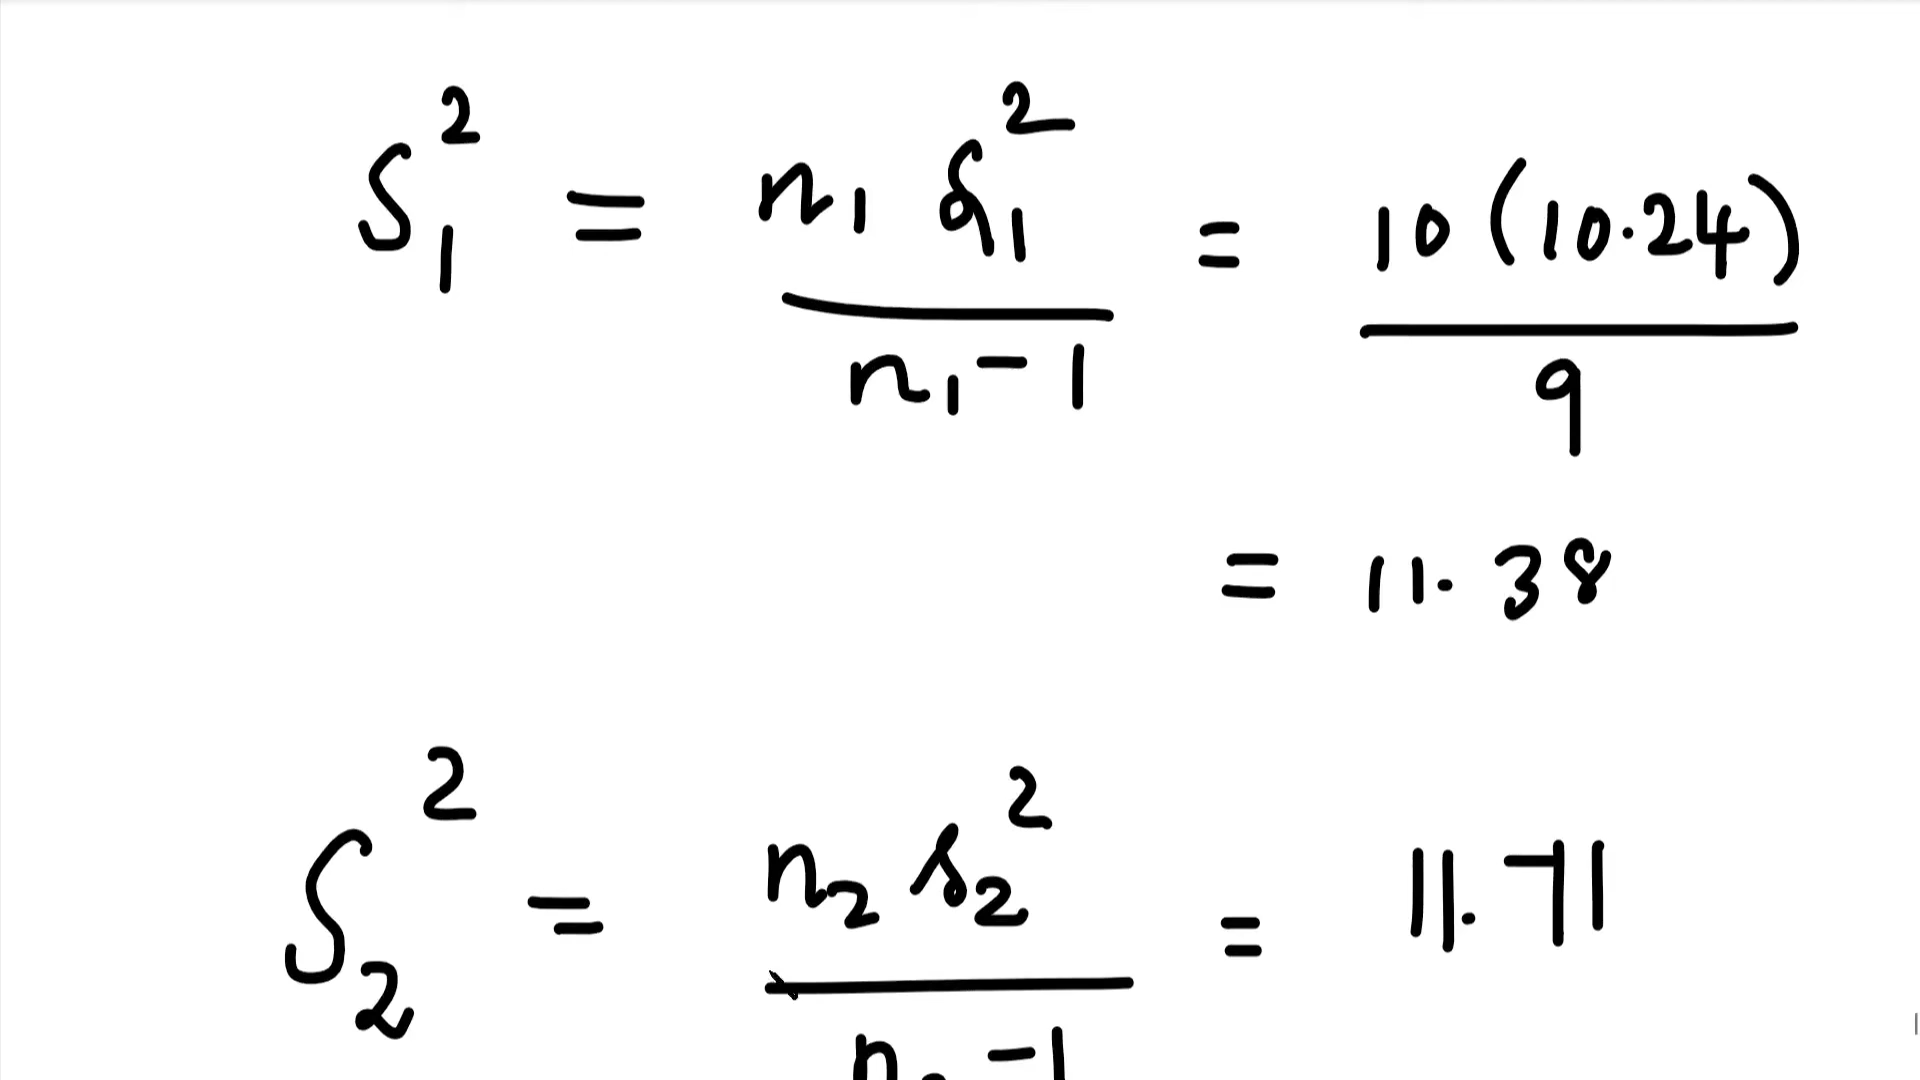 S₁² = n₁ s₁² / n₁ - 1 = 10 (10.24) / 9
= 11.38
S₂² = n₂ s₂² / n₂ - 1 = 11.71